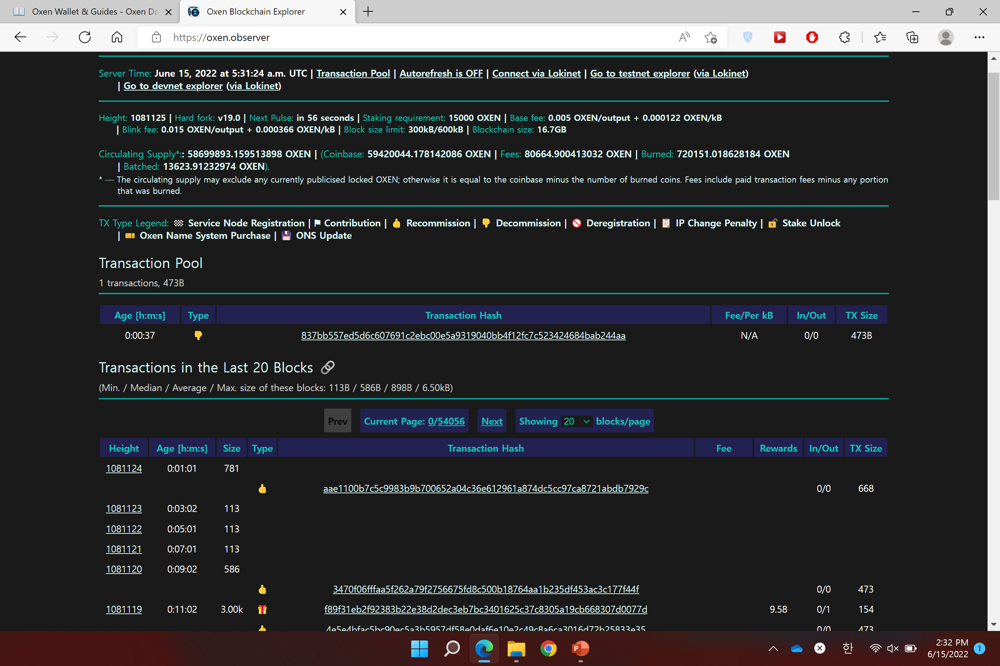 Oxen Wallet & Guides - Oxen Do
Oxen Blockchain Explorer
https://oxen.observer
Server Time: June 15, 2022 at 5:31:24 a.m. UTC | Transaction Pool | Autorefresh is OFF | Connect via Lokinet | Go to testnet explorer (via Lokinet)
| Go to devnet explorer (via Lokinet)
Height: 1081125 | Hard fork: v19.0 | Next Pulse: in 56 seconds | Staking requirement: 15000 OXEN | Base fee: 0.005 OXEN/output + 0.000122 OXEN/kB
| Blink fee: 0.015 OXEN/output + 0.000366 OXEN/kB | Block size limit: 300kB/600kB | Blockchain size: 16.7GB
Circulating Supply*:: 58699893.159513898 OXEN | (Coinbase: 59420044.178142086 OXEN | Fees: 80664.900413032 OXEN | Burned: 720151.018628184 OXEN
| Batched: 13623.91232974 OXEN).
* — The circulating supply may exclude any currently publicised locked OXEN; otherwise it is equal to the coinbase minus the number of burned coins. Fees include paid transaction fees minus any portion
that was burned.
TX Type Legend: 🏁 Service Node Registration | ⚑ Contribution | 👍 Recommission | 👎 Decommission | 🚫 Deregistration | 📋 IP Change Penalty | 🔓 Stake Unlock
| 🎫 Oxen Name System Purchase | 💾 ONS Update
Transaction Pool
1 transactions, 473B
Age [h:m:s] Type Transaction Hash Fee/Per kB In/Out TX Size
0:00:37 👎 837bb557ed5d6c607691c2ebc00e5a9319040bb4f12fc7c523424684bab244aa N/A 0/0 473B
Transactions in the Last 20 Blocks 🔗
(Min. / Median / Average / Max. size of these blocks: 113B / 586B / 898B / 6.50kB)
Prev Current Page: 0/54056 Next Showing 20 blocks/page
Height Age [h:m:s] Size Type Transaction Hash Fee Rewards In/Out TX Size
1081124 0:01:01 781
👍 aae1100b7c5c9983b9b700652a04c36e612961a874dc5cc97ca8721abdb7929c 0/0 668
1081123 0:03:02 113
1081122 0:05:01 113
1081121 0:07:01 113
1081120 0:09:02 586
👍 3470f06fffaa5f262a79f2756675fd8c500b18764aa1b235df453ac3c177f44f 0/0 473
1081119 0:11:02 3.00k 🎁 f89f31eb2f92383b22e38d2dec3eb7bc3401625c37c8305a19cb668307d0077d 9.58 0/1 154
👍 4e5e4bfac5bc90ec5a3b5957df58e0daf6e10e2c49c8a6ca3016d72b25833e35 0/0 473
한
2:32 PM
6/15/2022
1